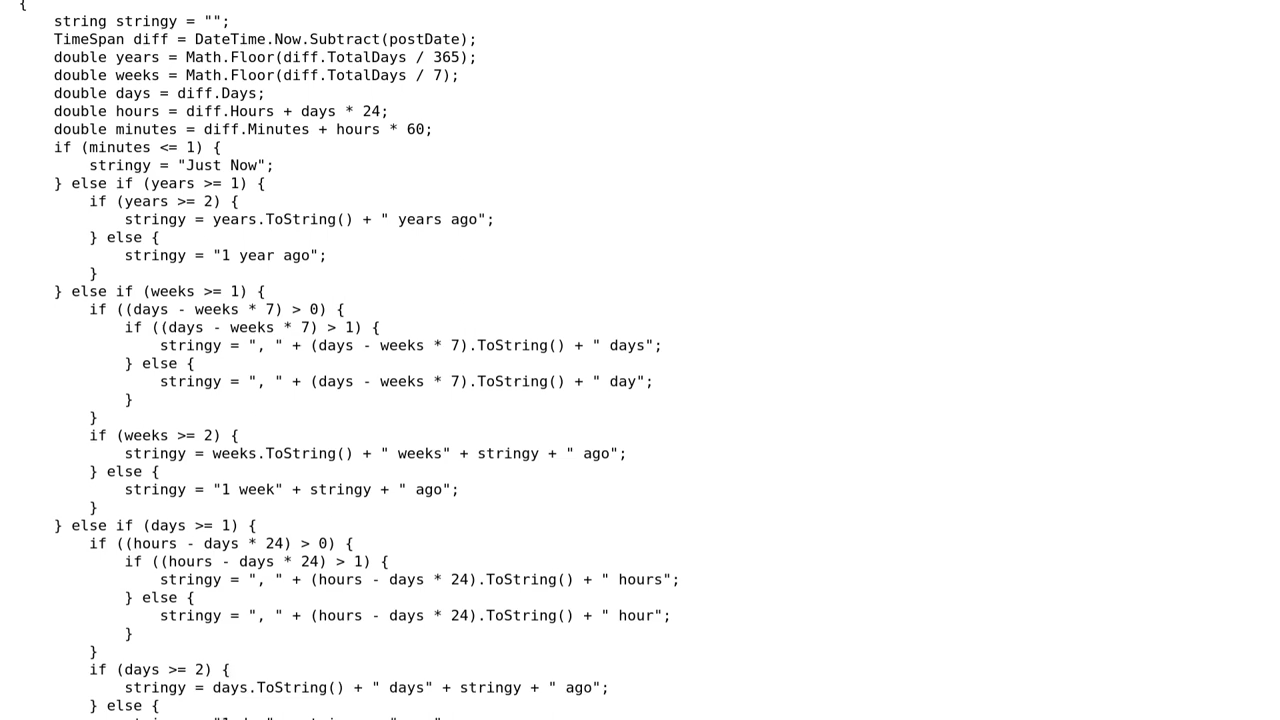 {
    string stringy = "";
    TimeSpan diff = DateTime.Now.Subtract(postDate);
    double years = Math.Floor(diff.TotalDays / 365);
    double weeks = Math.Floor(diff.TotalDays / 7);
    double days = diff.Days;
    double hours = diff.Hours + days * 24;
    double minutes = diff.Minutes + hours * 60;
    if (minutes <= 1) {
        stringy = "Just Now";
    } else if (years >= 1) {
        if (years >= 2) {
            stringy = years.ToString() + " years ago";
        } else {
            stringy = "1 year ago";
        }
    } else if (weeks >= 1) {
        if ((days - weeks * 7) > 0) {
            if ((days - weeks * 7) > 1) {
                stringy = ", " + (days - weeks * 7).ToString() + " days";
            } else {
                stringy = ", " + (days - weeks * 7).ToString() + " day";
            }
        }
        if (weeks >= 2) {
            stringy = weeks.ToString() + " weeks" + stringy + " ago";
        } else {
            stringy = "1 week" + stringy + " ago";
        }
    } else if (days >= 1) {
        if ((hours - days * 24) > 0) {
            if ((hours - days * 24) > 1) {
                stringy = ", " + (hours - days * 24).ToString() + " hours";
            } else {
                stringy = ", " + (hours - days * 24).ToString() + " hour";
            }
        }
        if (days >= 2) {
            stringy = days.ToString() + " days" + stringy + " ago";
        } else {